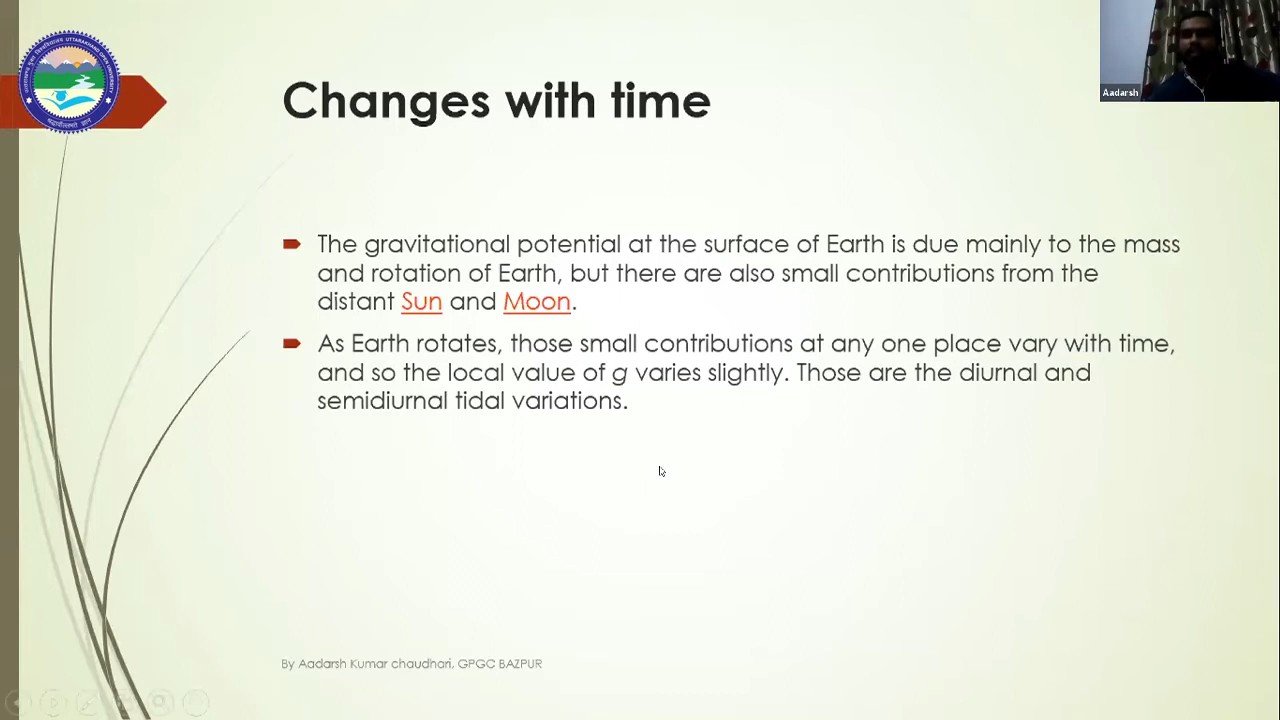 Changes with time
Aadarsh
The gravitational potential at the surface of Earth is due mainly to the mass
and rotation of Earth, but there are also small contributions from the
distant Sun and Moon.
As Earth rotates, those small contributions at any one place vary with time,
and so the local value of g varies slightly. Those are the diurnal and
semidiurnal tidal variations.
By Aadarsh Kumar chaudhari, GPGC BAZPUR
UTTARAKHAND OPEN UNIVERSITY